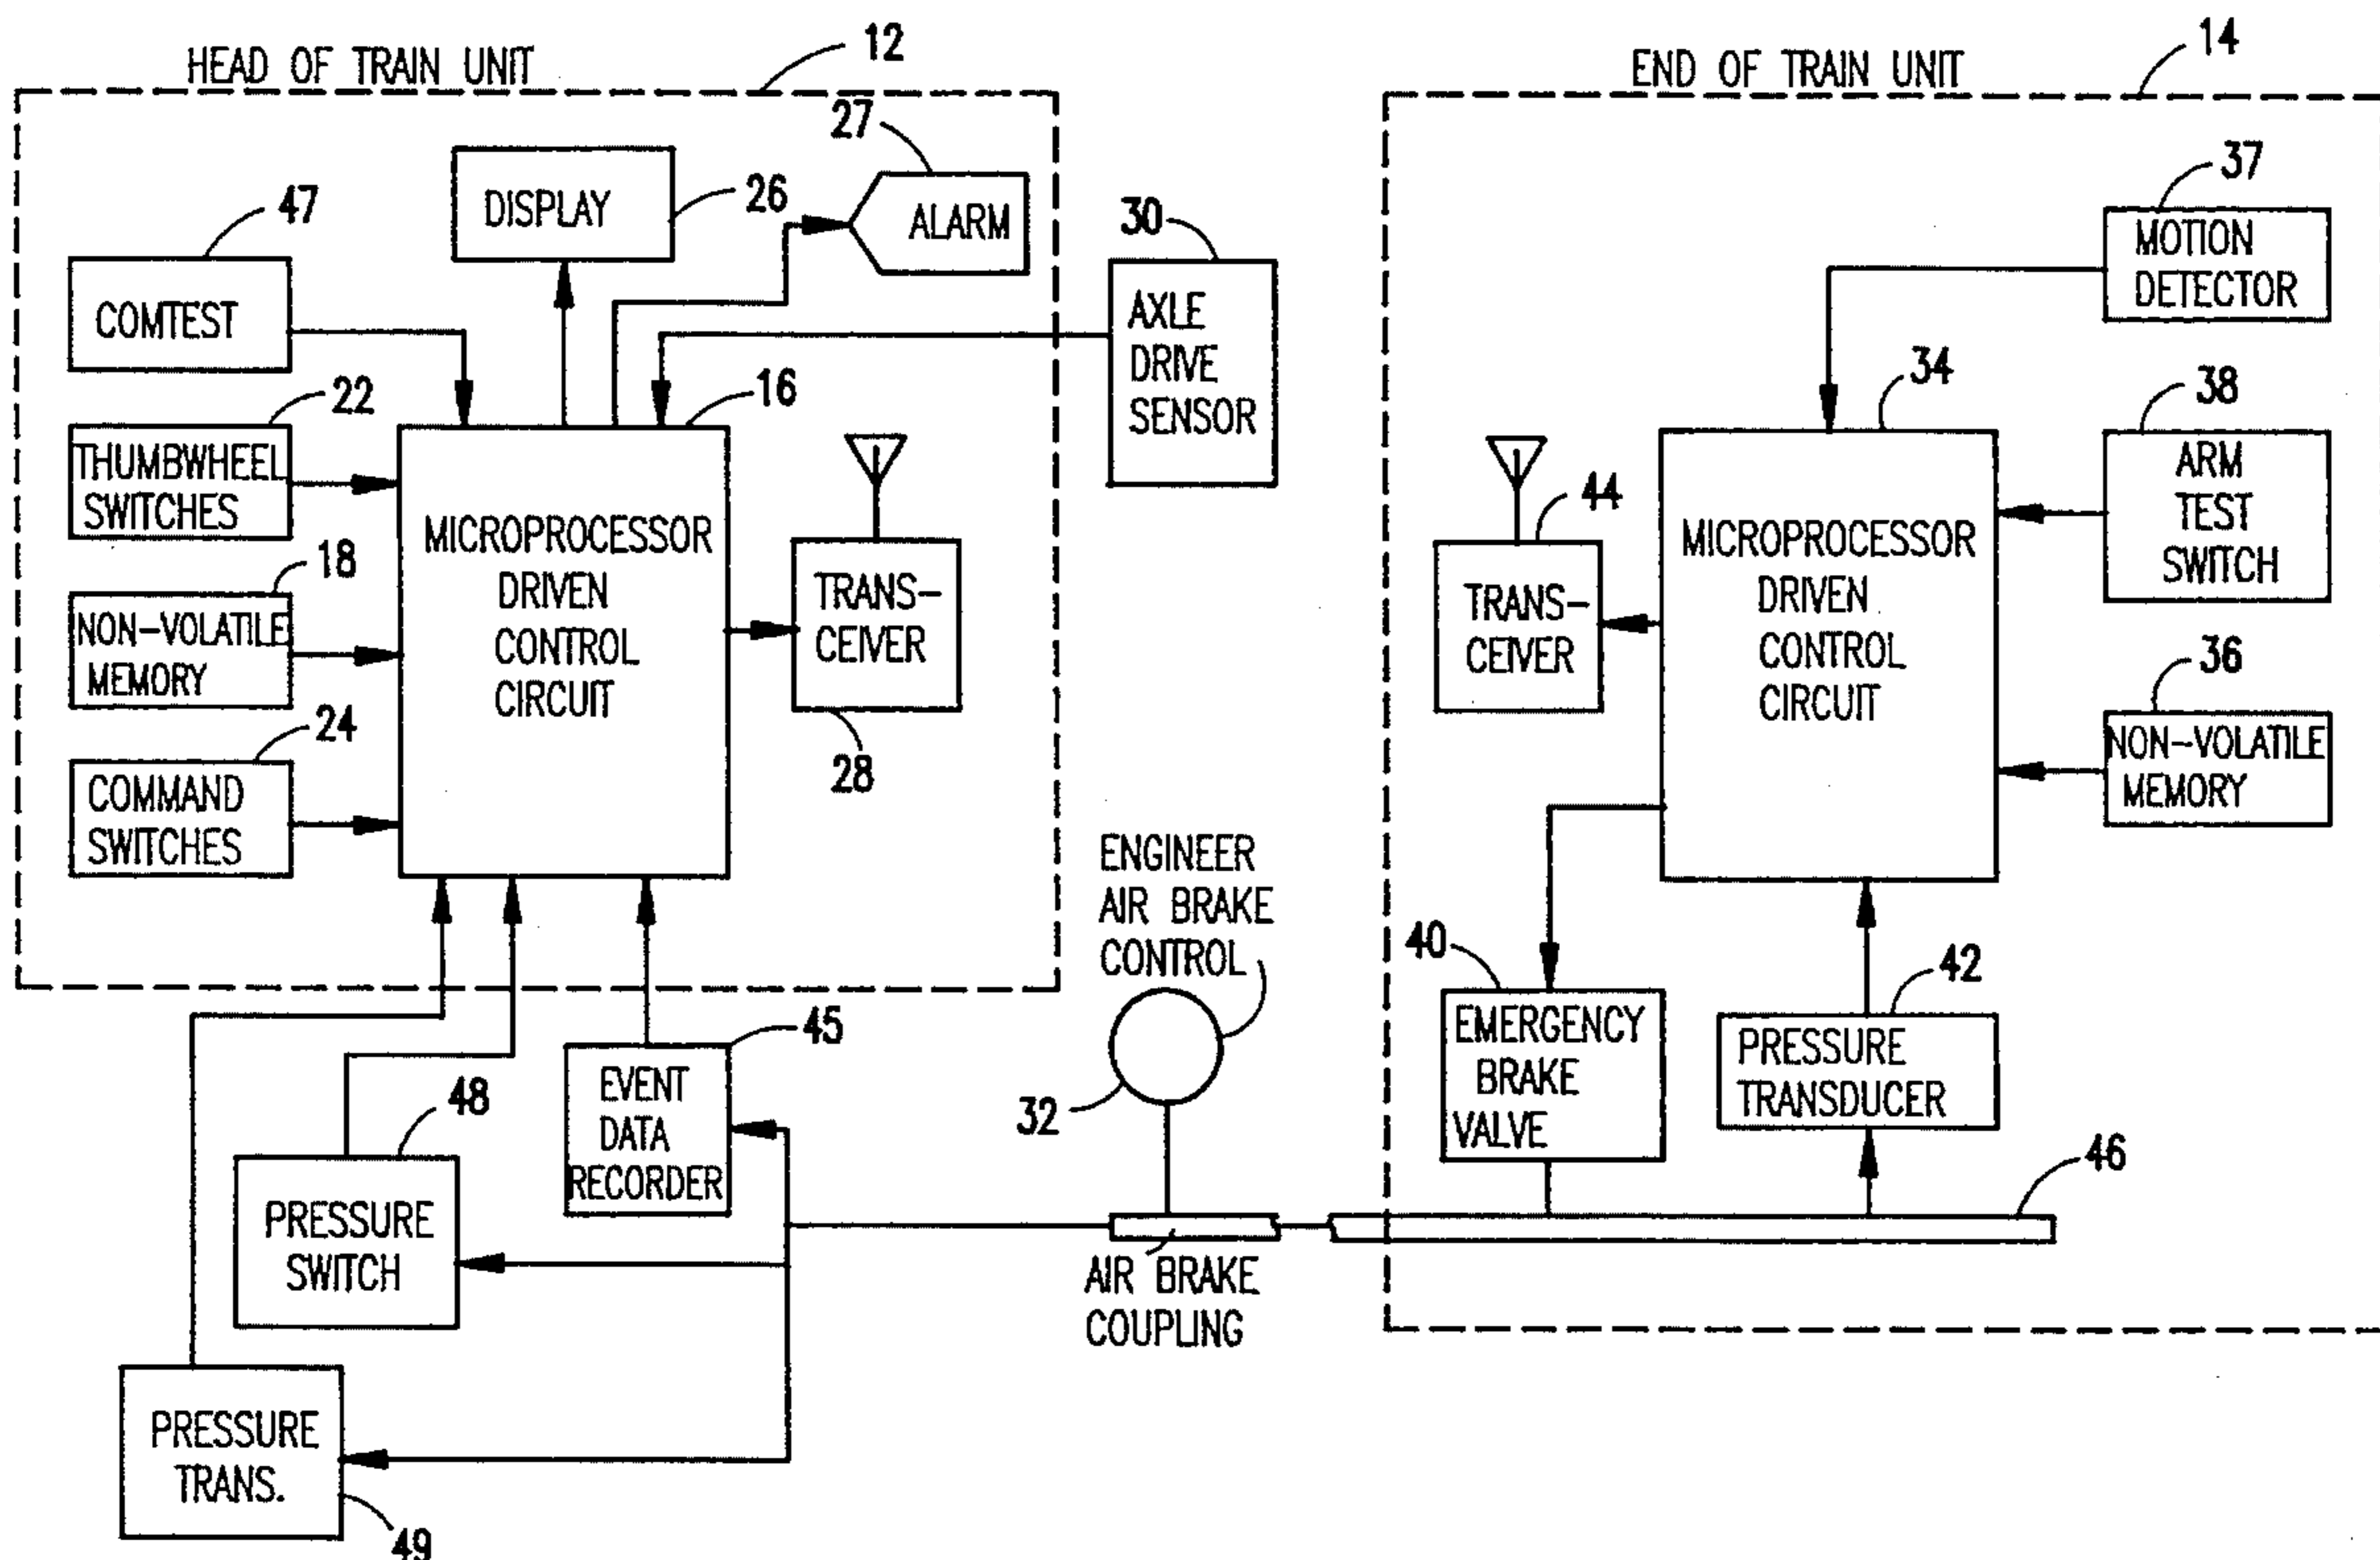 HEAD OF TRAIN UNIT
12
END OF TRAIN UNIT
14
47
COMTEST
DISPLAY
26
27
ALARM
30
AXLE
DRIVE
SENSOR
37
MOTION
DETECTOR
22
THUMBWHEEL
SWITCHES
16
MICROPROCESSOR
DRIVEN
CONTROL
CIRCUIT
18
NON-VOLATILE
MEMORY
24
COMMAND
SWITCHES
TRANS-
CEIVER
28
34
MICROPROCESSOR
DRIVEN
CONTROL
CIRCUIT
38
ARM
TEST
SWITCH
44
TRANS-
CEIVER
36
NON-VOLATILE
MEMORY
ENGINEER
AIR BRAKE
CONTROL
32
40
EMERGENCY
BRAKE
VALVE
42
PRESSURE
TRANSDUCER
46
45
EVENT
DATA
RECORDER
48
PRESSURE
SWITCH
AIR BRAKE
COUPLING
PRESSURE
TRANS.
49